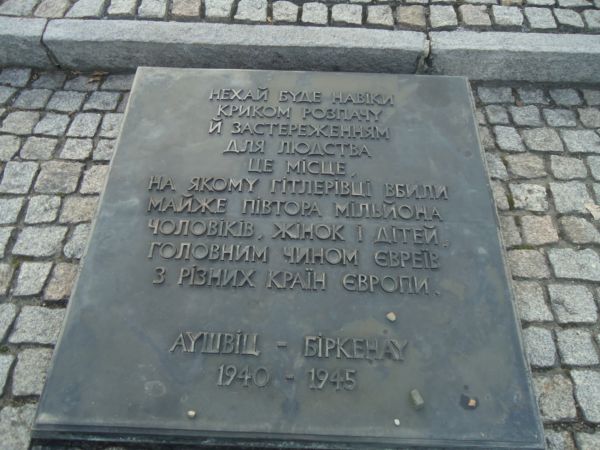 НЕХАЙ БУДЕ НАВІКИ
КРИКОМ РОЗПАЧУ
Й ЗАСТЕРЕЖЕННЯМ
ДЛЯ ЛЮДСТВА
ЦЕ МІСЦЕ,
НА ЯКОМУ ГІТЛЕРІВЦІ ВБИЛИ
МАЙЖЕ ПІВТОРА МІЛЬЙОНА
ЧОЛОВІКІВ, ЖІНОК І ДІТЕЙ,
ГОЛОВНИМ ЧИНОМ ЄВРЕЇВ
З РІЗНИХ КРАЇН ЄВРОПИ.
АУШВІЦ - БІРКЕНАУ
1940 - 1945